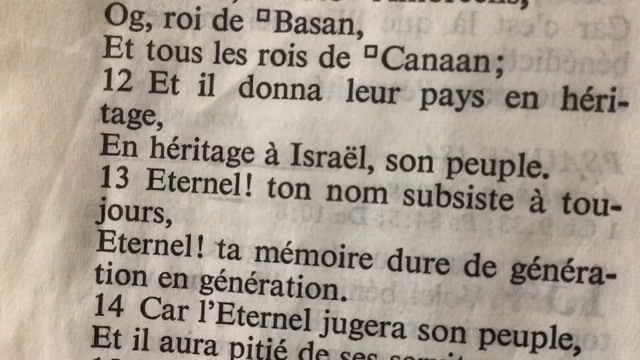 Og, roi de ¤Basan,
Et tous les rois de ¤Canaan;
12 Et il donna leur pays en héri-
tage,
En héritage à Israël, son peuple.
13 Eternel! ton nom subsiste à tou-
jours,
Eternel! ta mémoire dure de généra-
tion en génération.
14 Car l'Eternel jugera son peuple,
Et il aura pitié de ses